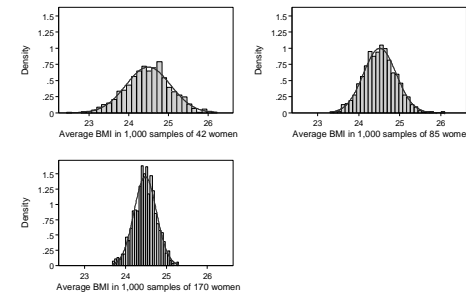 1.5
1.25
1
.75
.5
.25
0
Density
23 24 25 26
Average BMI in 1,000 samples of 42 women
1.5
1.25
1
.75
.5
.25
0
Density
23 24 25 26
Average BMI in 1,000 samples of 85 women
1.5
1.25
1
.75
.5
.25
0
Density
23 24 25 26
Average BMI in 1,000 samples of 170 women